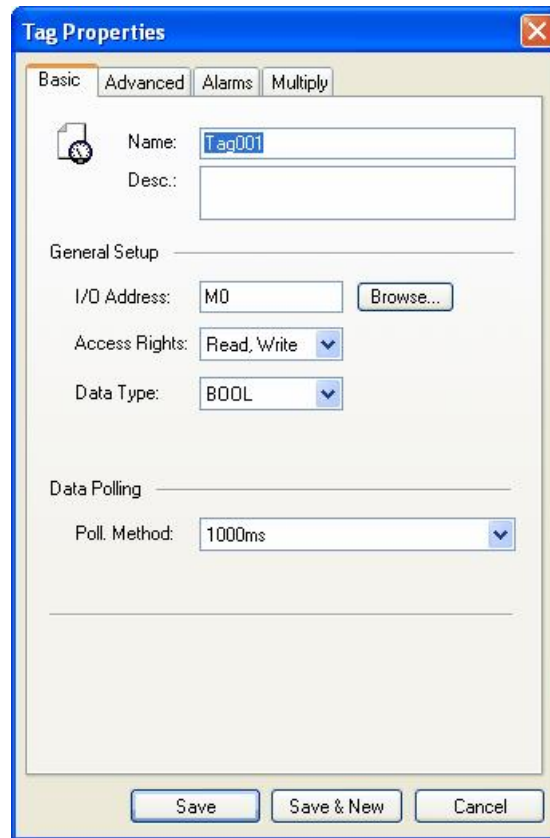 Tag Properties
Basic Advanced Alarms Multiply
Name: Tag001
Desc.:
General Setup
I/O Address: M0 Browse...
Access Rights: Read, Write
Data Type: BOOL
Data Polling
Poll. Method: 1000ms
Save Save & New Cancel